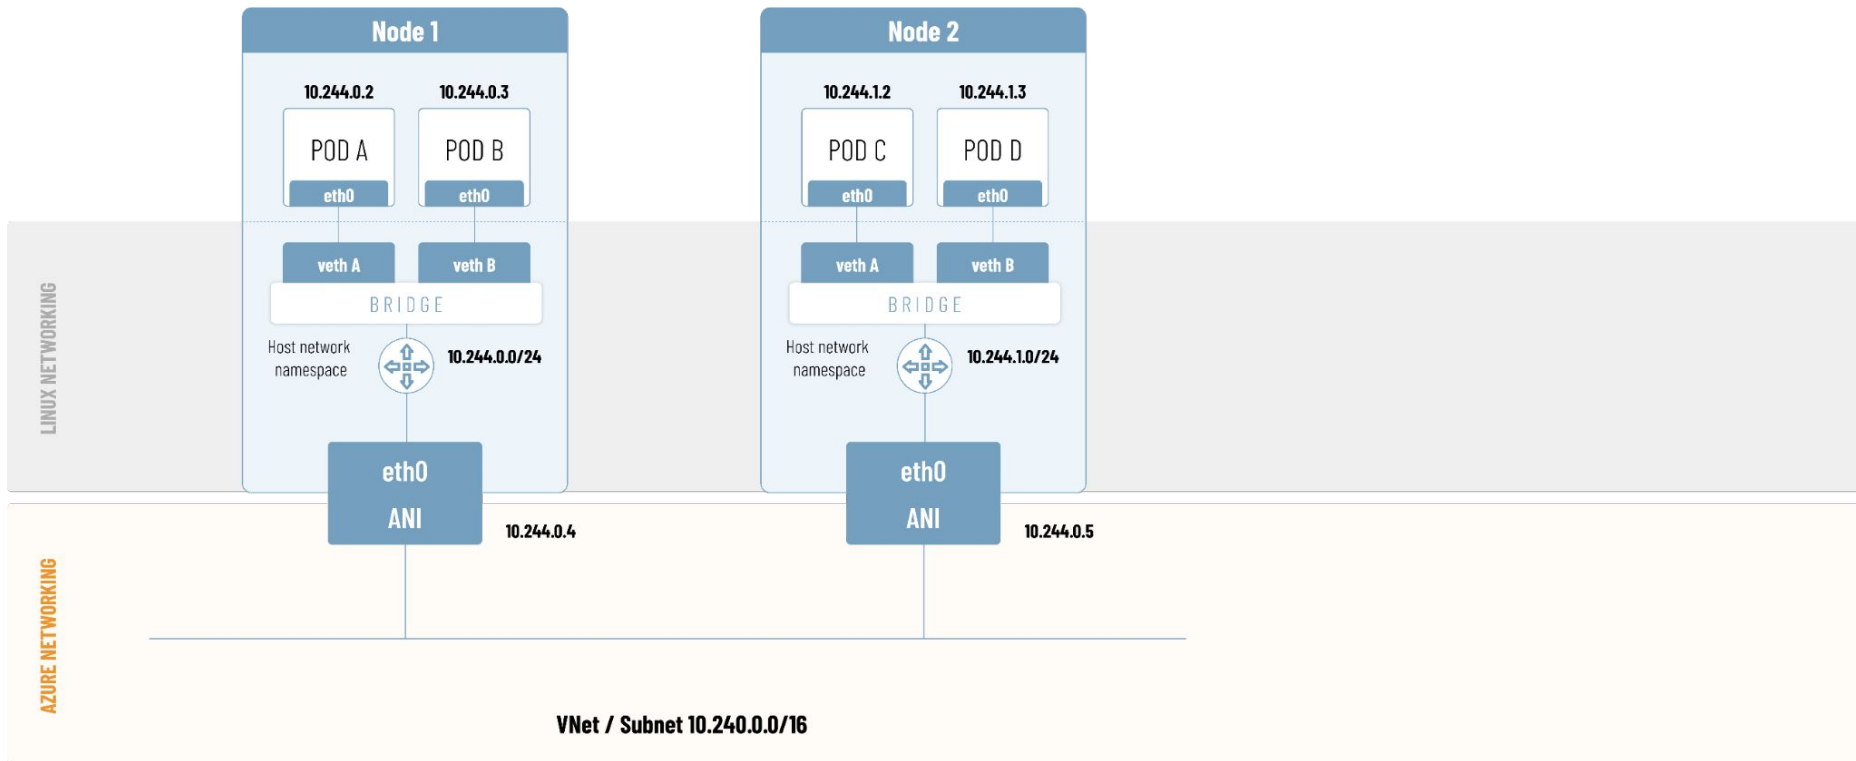 Node 1
Node 2
10.244.0.2
10.244.0.3
10.244.1.2
10.244.1.3
POD A
POD B
POD C
POD D
eth0
eth0
eth0
eth0
veth A
veth B
veth A
veth B
BRIDGE
BRIDGE
Host network
namespace
10.244.0.0/24
Host network
namespace
10.244.1.0/24
LINUX NETWORKING
eth0
ANI
10.244.0.4
eth0
ANI
10.244.0.5
AZURE NETWORKING
VNet / Subnet 10.240.0.0/16